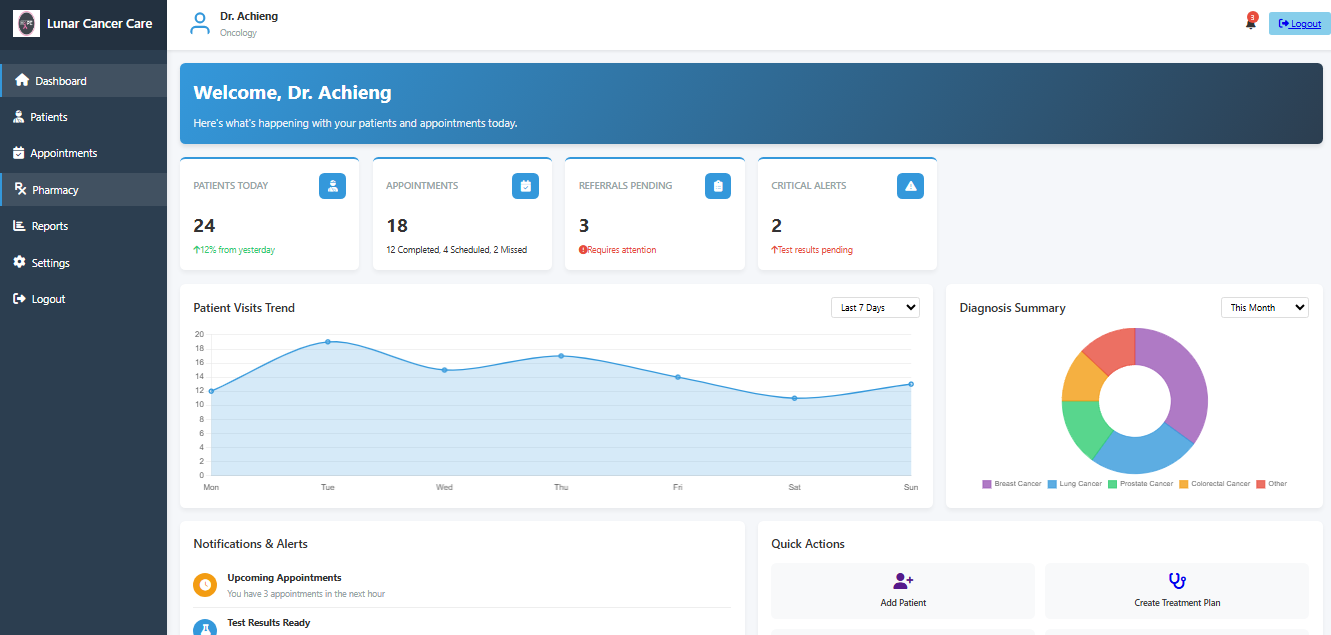 Lunar Cancer Care
Dr. Achieng
Oncology
3
Logout
Dashboard
Patients
Appointments
Pharmacy
Reports
Settings
Logout
Welcome, Dr. Achieng
Here's what's happening with your patients and appointments today.
PATIENTS TODAY
24
12% from yesterday
APPOINTMENTS
18
12 Completed, 4 Scheduled, 2 Missed
REFERRALS PENDING
3
Requires attention
CRITICAL ALERTS
2
Test results pending
Patient Visits Trend
Last 7 Days
20
18
16
14
12
10
8
6
4
2
0
Mon Tue Wed Thu Fri Sat Sun
Diagnosis Summary
This Month
Breast Cancer Lung Cancer Prostate Cancer Colorectal Cancer Other
Notifications & Alerts
Upcoming Appointments
You have 3 appointments in the next hour
Test Results Ready
Quick Actions
Add Patient
Create Treatment Plan